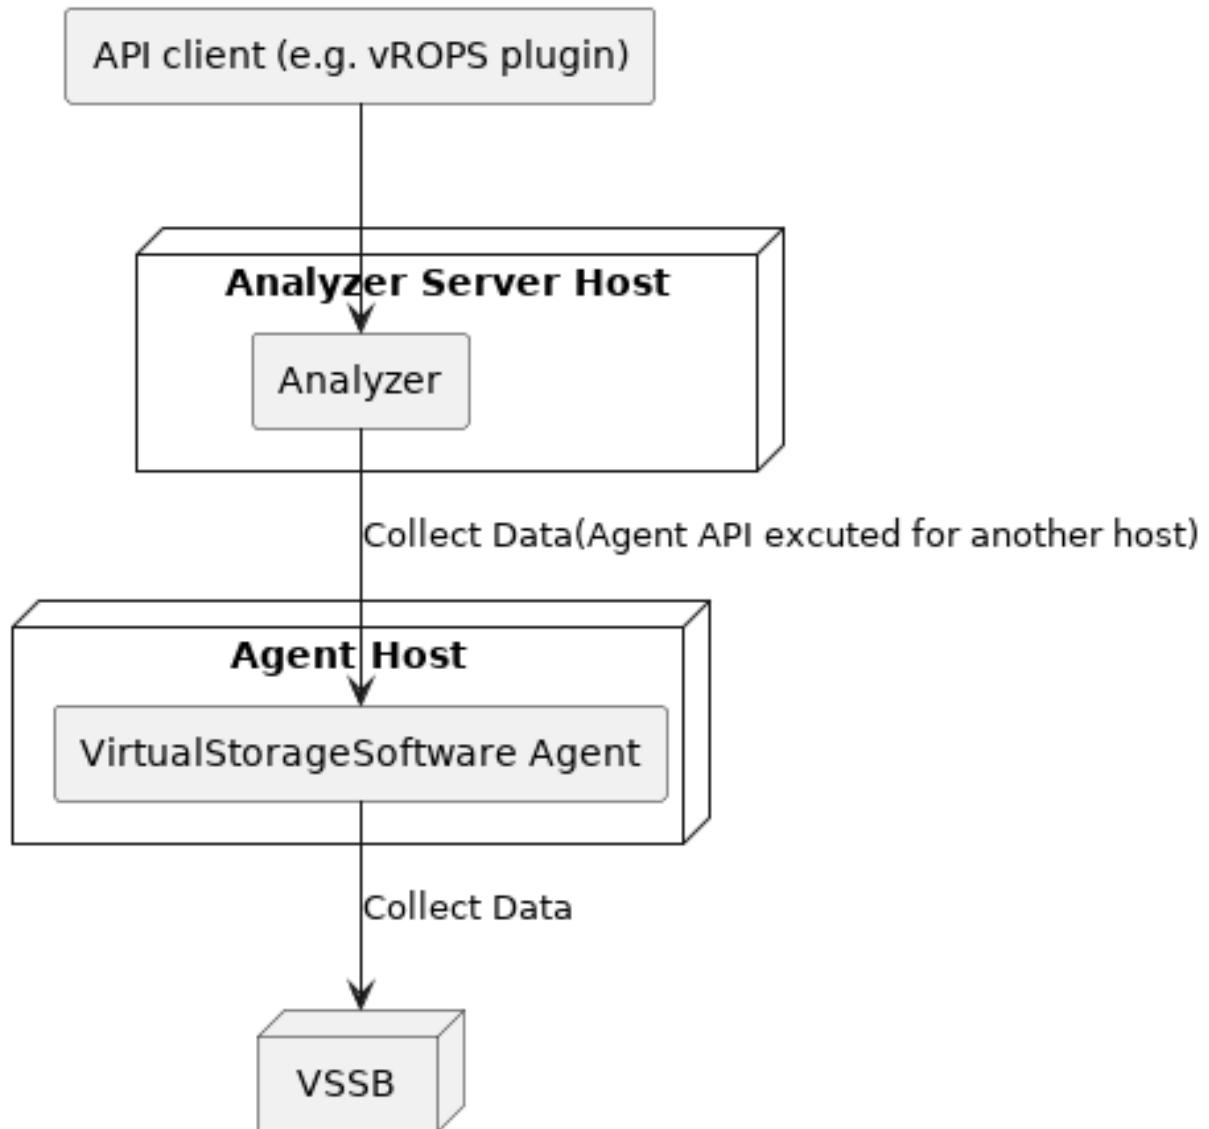 API client (e.g. vROPS plugin)
Analyzer Server Host
Analyzer
Collect Data(Agent API excuted for another host)
Agent Host
VirtualStorageSoftware Agent
Collect Data
VSSB